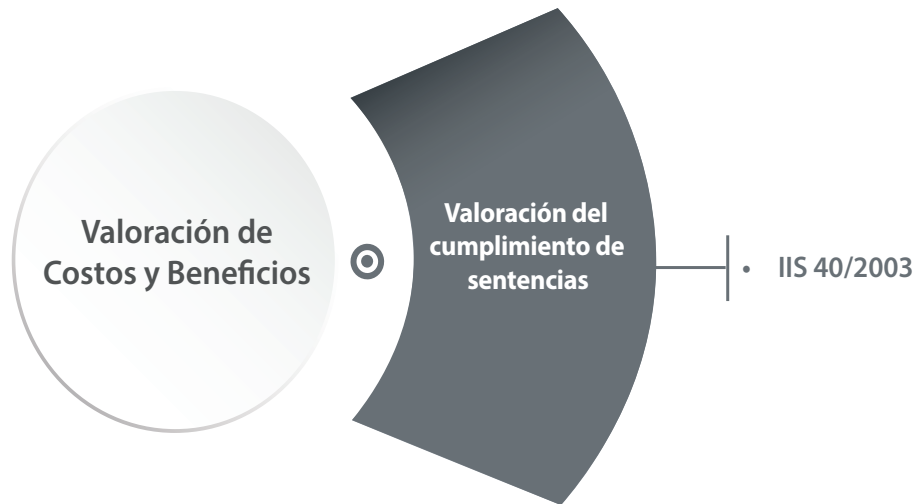 Valoración de
Costos y Beneficios
Valoración del
cumplimiento de
sentencias
• IIS 40/2003